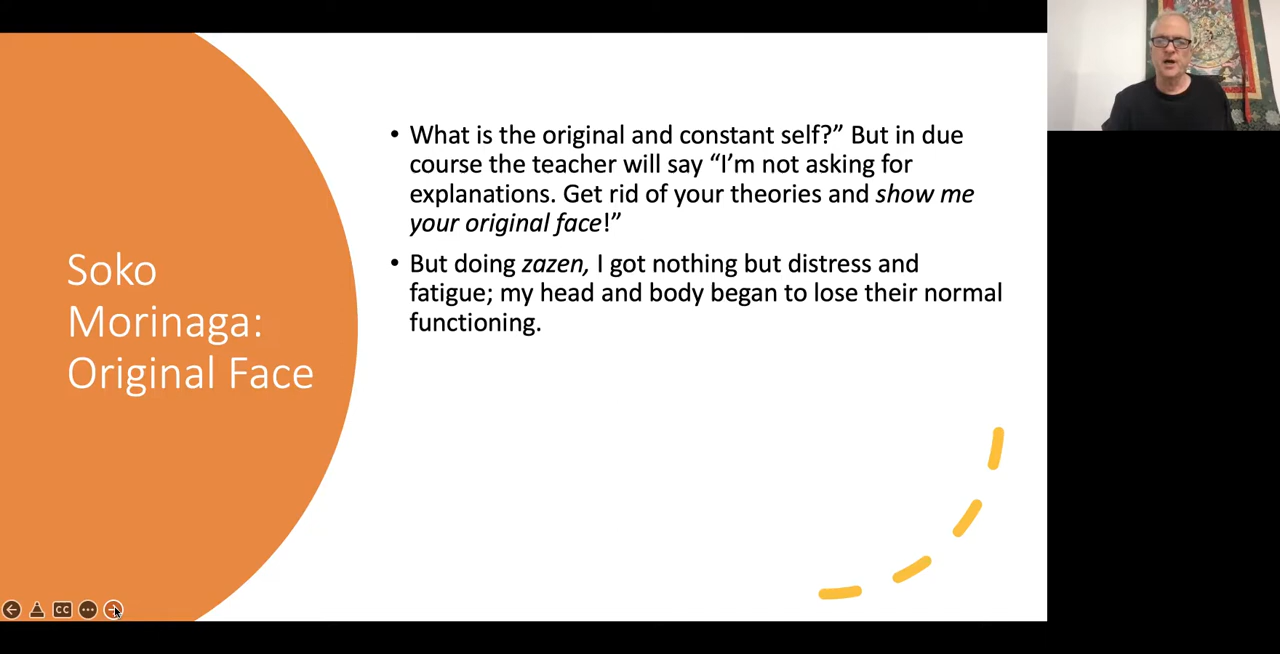 Soko
Morinaga:
Original Face
• What is the original and constant self?” But in due
course the teacher will say “I’m not asking for
explanations. Get rid of your theories and show me
your original face!”
• But doing zazen, I got nothing but distress and
fatigue; my head and body began to lose their normal
functioning.
CC